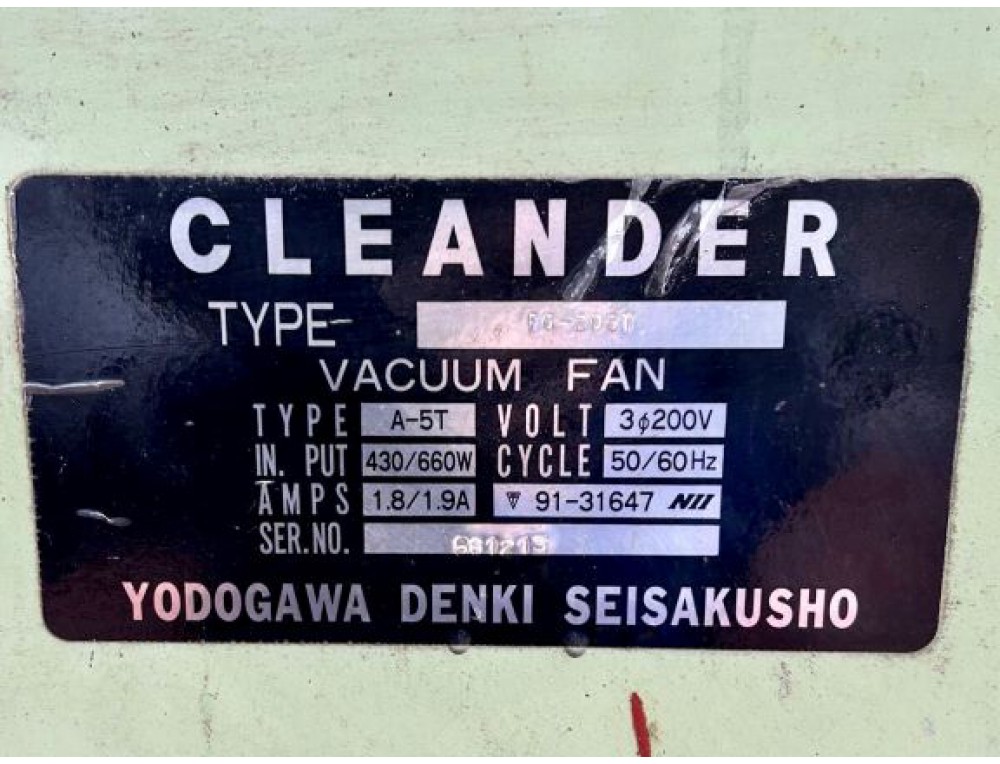 CLEANDER
TYPE
VACUUM FAN
TYPE A-5T VOLT 3φ200V
IN. PUT 430/660W CYCLE 50/60Hz
AMPS 1.8/1.9A 91-31647
SER.NO.
YODOGAWA DENKI SEISAKUSHO